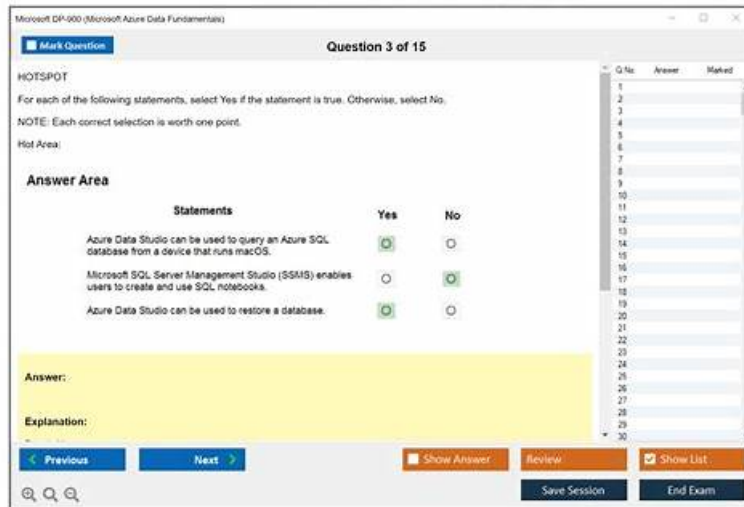 Microsoft DP-900 (Microsoft Azure Data Fundamentals)
Mark Question
Question 3 of 15
HOTSPOT
For each of the following statements, select Yes if the statement is true. Otherwise, select No.
NOTE: Each correct selection is worth one point.
Hot Area:
Answer Area
Statements Yes No
Azure Data Studio can be used to query an Azure SQL
database from a device that runs macOS.
Microsoft SQL Server Management Studio (SSMS) enables
users to create and use SQL notebooks.
Azure Data Studio can be used to restore a database.
Answer:
Explanation:
Q.No. Answer Marked
1
2
3
4
5
6
7
8
9
10
11
12
13
14
15
16
17
18
19
20
21
22
23
24
25
26
27
28
29
30
Previous
Next
Show Answer
Review
Show List
Save Session
End Exam